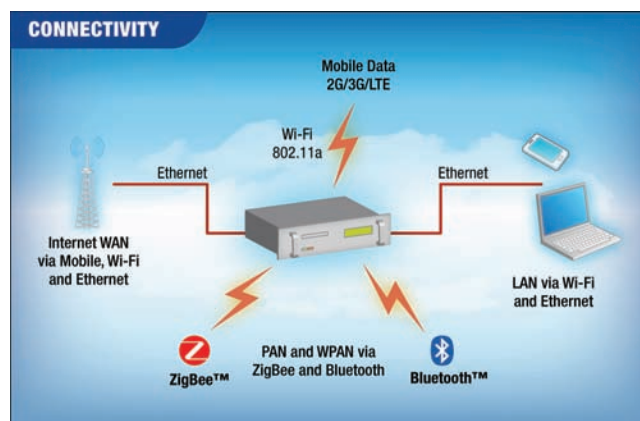 CONNECTIVITY
Mobile Data
2G/3G/LTE
Wi-Fi
802.11a
Ethernet
Ethernet
Internet WAN
via Mobile, Wi-Fi
and Ethernet
LAN via Wi-Fi
and Ethernet
ZigBee™
PAN and WPAN via
ZigBee and Bluetooth
Bluetooth™